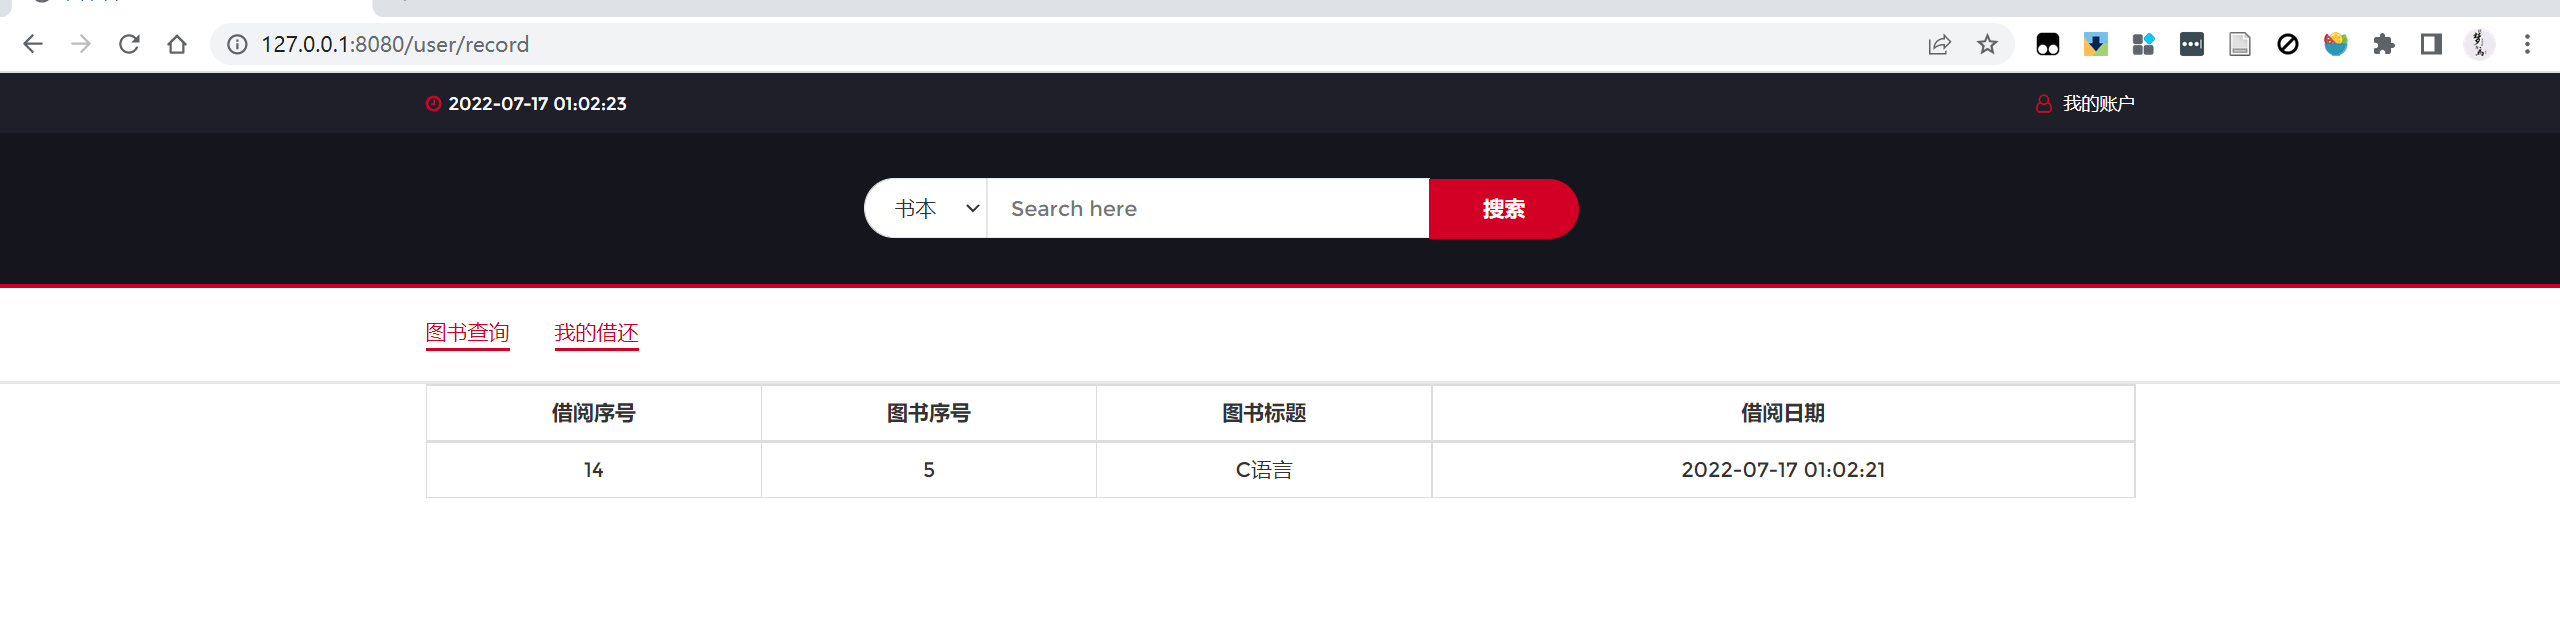 127.0.0.1:8080/user/record
2022-07-17 01:02:23 我的账户
书本 Search here 搜索
图书查询 我的借还
借阅序号 图书序号 图书标题 借阅日期
14 5 C语言 2022-07-17 01:02:21